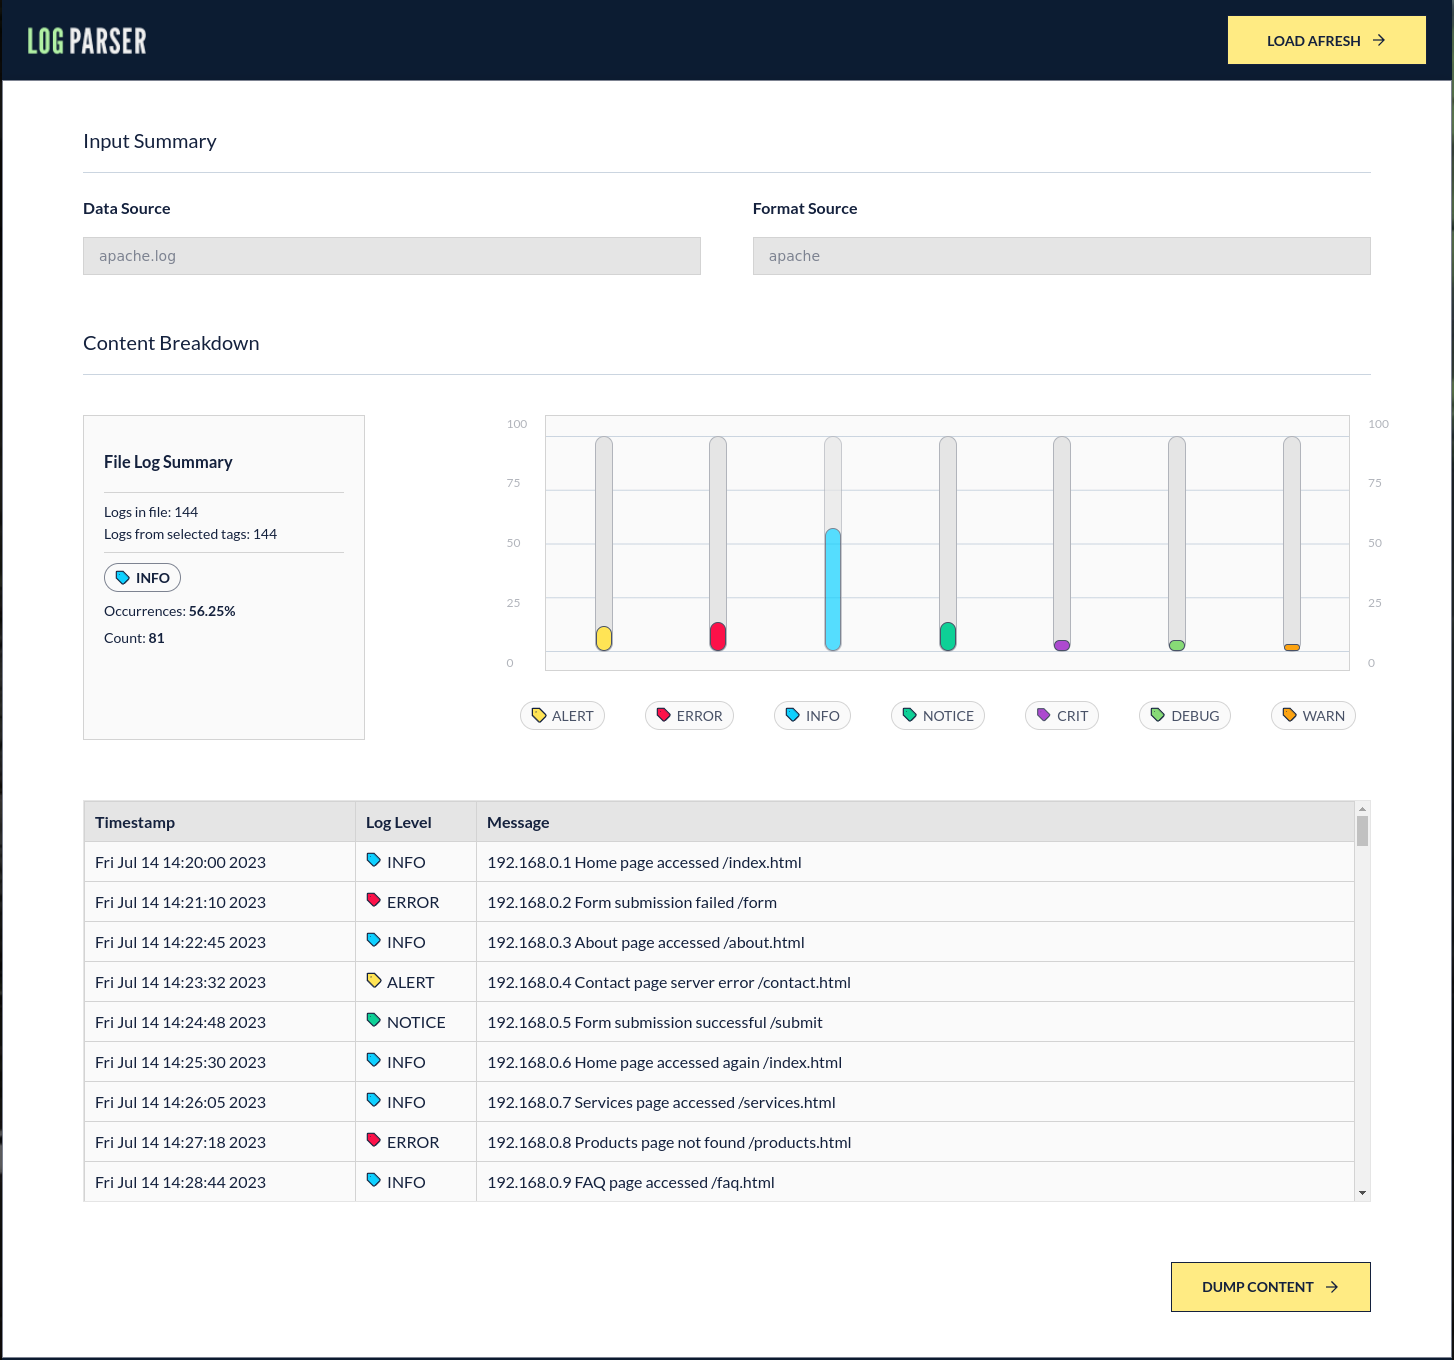 LOG PARSER
LOAD AFRESH
Input Summary
Data Source
Format Source
apache.log
apache
Content Breakdown
File Log Summary
Logs in file: 144
Logs from selected tags: 144
INFO
Occurrences: 56.25%
Count: 81
100
75
50
25
0
100
75
50
25
0
ALERT
ERROR
INFO
NOTICE
CRIT
DEBUG
WARN
Timestamp Log Level Message
Fri Jul 14 14:20:00 2023 INFO 192.168.0.1 Home page accessed /index.html
Fri Jul 14 14:21:10 2023 ERROR 192.168.0.2 Form submission failed /form
Fri Jul 14 14:22:45 2023 INFO 192.168.0.3 About page accessed /about.html
Fri Jul 14 14:23:32 2023 ALERT 192.168.0.4 Contact page server error /contact.html
Fri Jul 14 14:24:48 2023 NOTICE 192.168.0.5 Form submission successful /submit
Fri Jul 14 14:25:30 2023 INFO 192.168.0.6 Home page accessed again /index.html
Fri Jul 14 14:26:05 2023 INFO 192.168.0.7 Services page accessed /services.html
Fri Jul 14 14:27:18 2023 ERROR 192.168.0.8 Products page not found /products.html
Fri Jul 14 14:28:44 2023 INFO 192.168.0.9 FAQ page accessed /faq.html
DUMP CONTENT